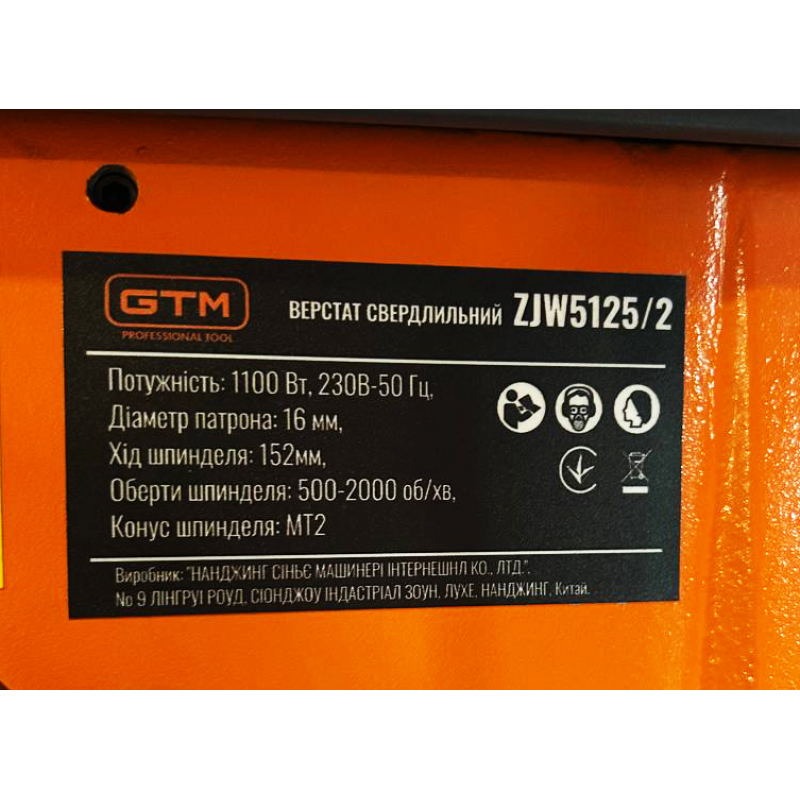 GTM
PROFESSIONAL TOOL
ВЕРСТАТ СВЕРДЛИЛЬНИЙ ZJW5125/2
Потужність: 1100 Вт, 230В-50 Гц,
Діаметр патрона: 16 мм,
Хід шпинделя: 152мм,
Оберти шпинделя: 500-2000 об/хв,
Конус шпинделя: МТ2
Виробник: "НАНДЖИНГ СІНЬЄ МАШИНЕРІ ІНТЕРНЕШНЛ КО., ЛТД.".
No 9 ЛІНГРУІ РОУД, СІОНДЖОУ ІНДАСТРІАЛ ЗОУН, ЛУХЕ, НАНДЖИНГ, Китай.